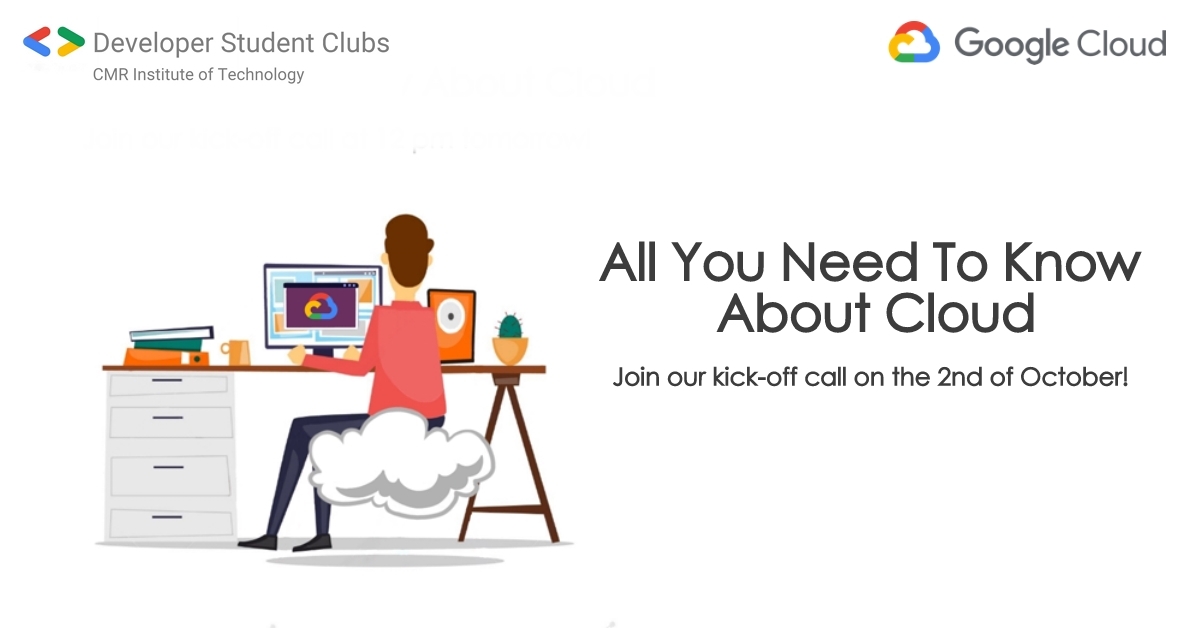 Developer Student Clubs
CMR Institute of Technology
Google Cloud
All You Need To Know
About Cloud
Join our kick-off call on the 2nd of October!